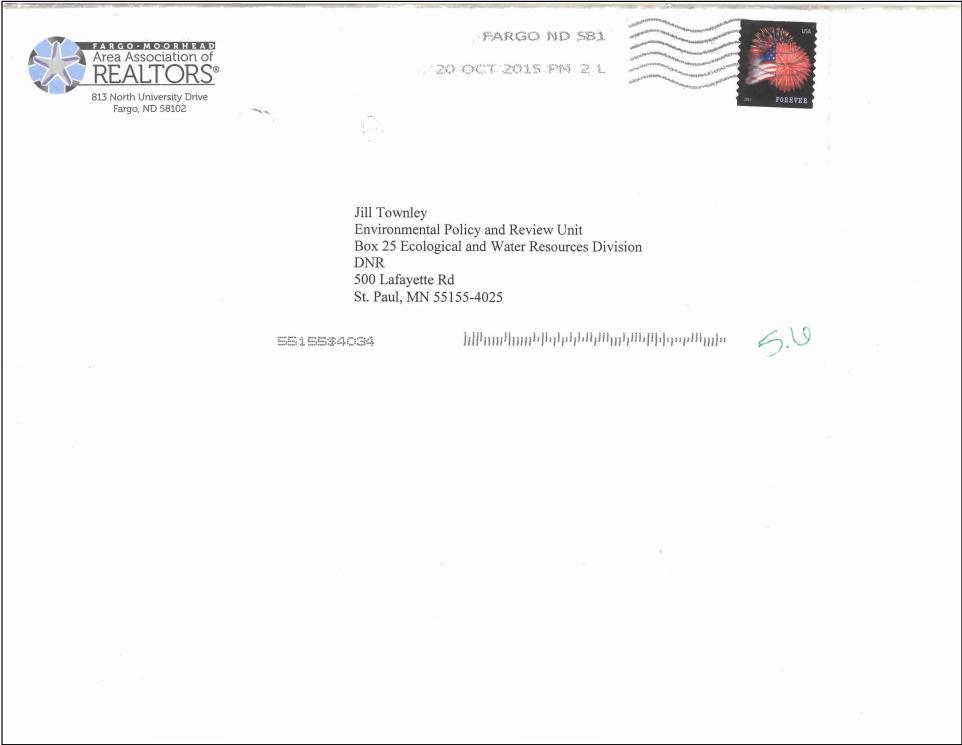 FARGO-MOORHEAD
Area Association of
REALTORS®
813 North University Drive
Fargo, ND 58102
FARGO ND 581
20 OCT 2015 PM 2 L
USA
FOREVER
Jill Townley
Environmental Policy and Review Unit
Box 25 Ecological and Water Resources Division
DNR
500 Lafayette Rd
St. Paul, MN 55155-4025
55155$4034
5.6